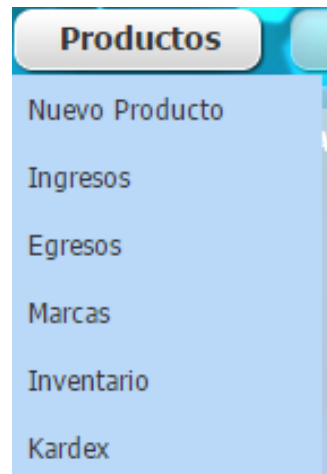 Productos
Nuevo Producto
Ingresos
Egresos
Marcas
Inventario
Kardex